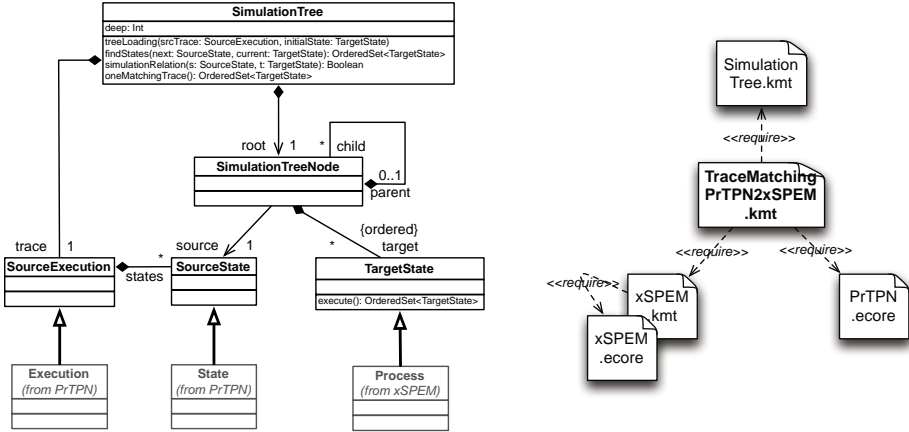 SimulationTree
deep: Int
treeLoading(srcTrace: SourceExecution, initialState: TargetState)
findStates(next: SourceState, current: TargetState): OrderedSet<TargetState>
simulationRelation(s: SourceState, t: TargetState): Boolean
oneMatchingTrace(): OrderedSet<TargetState>
root 1 * child
SimulationTreeNode
0..1
parent
trace 1
source 1
* {ordered}
target
SourceExecution
*
states
SourceState
TargetState
execute(): OrderedSet<TargetState>
Execution
(from PrTPN)
State
(from PrTPN)
Process
(from xSPEM)
Simulation
Tree.kmt
<<require>>
TraceMatching
PrTPN2xSPEM
.kmt
<<require>>
<<require>>
<<require>>
xSPEM
.kmt
xSPEM
.ecore
PrTPN
.ecore